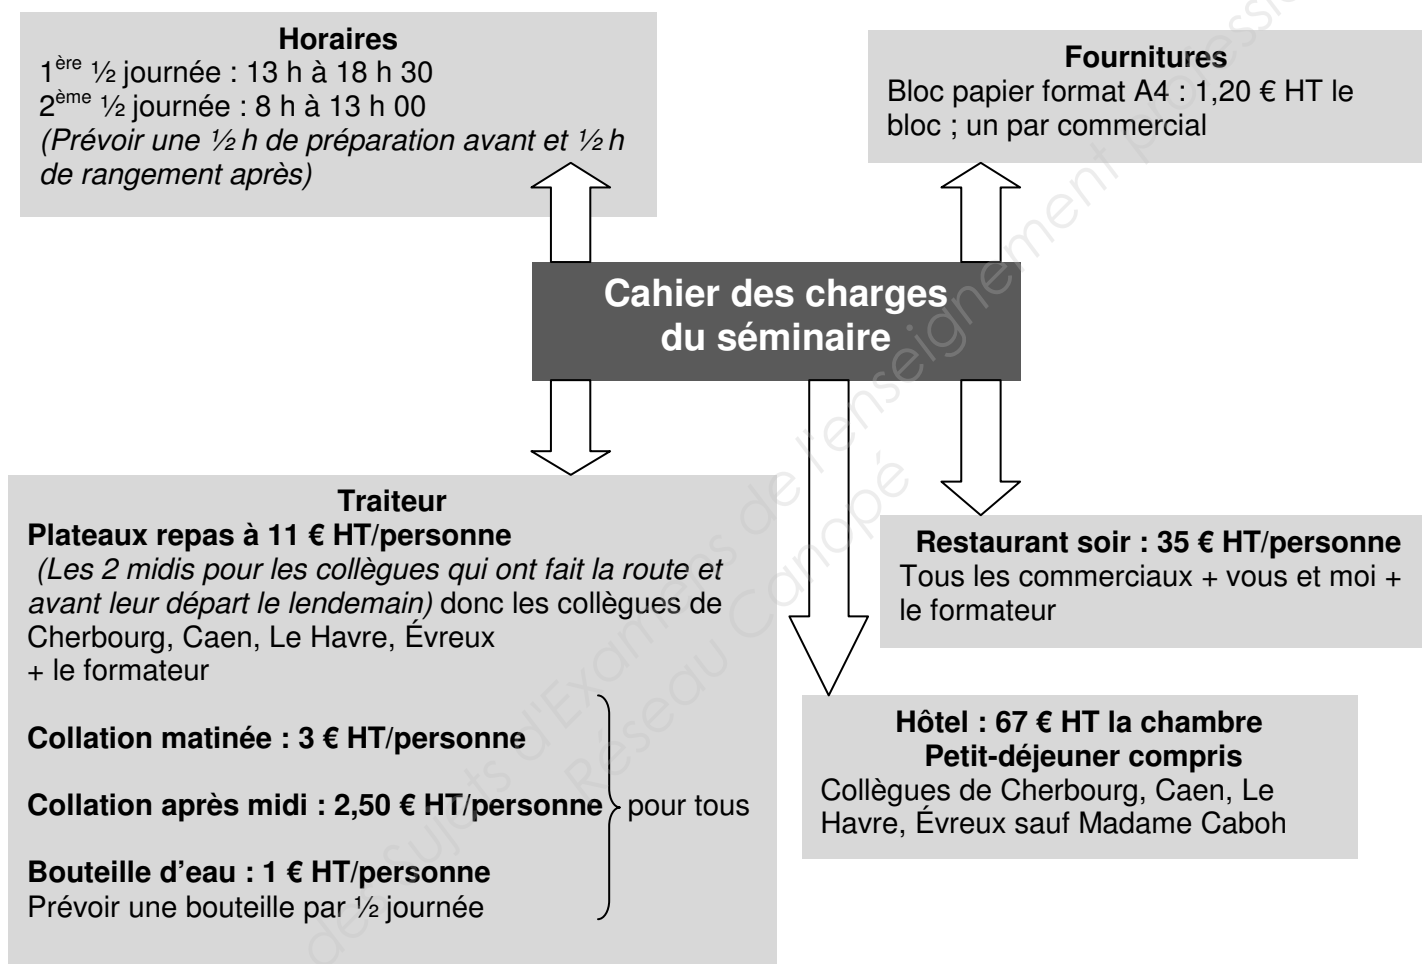 Horaires
1ère ½ journée : 13 h à 18 h 30
2ème ½ journée : 8 h à 13 h 00
(Prévoir une ½ h de préparation avant et ½ h
de rangement après)
Fournitures
Bloc papier format A4 : 1,20 € HT le
bloc ; un par commercial
Cahier des charges
du séminaire
Traiteur
Plateaux repas à 11 € HT/personne
(Les 2 midis pour les collègues qui ont fait la route et
avant leur départ le lendemain) donc les collègues de
Cherbourg, Caen, Le Havre, Évreux
+ le formateur
Collation matinée : 3 € HT/personne
Collation après midi : 2,50 € HT/personne
pour tous
Bouteille d'eau : 1 € HT/personne
Prévoir une bouteille par ½ journée
Restaurant soir : 35 € HT/personne
Tous les commerciaux + vous et moi +
le formateur
Hôtel : 67 € HT la chambre
Petit-déjeuner compris
Collègues de Cherbourg, Caen, Le
Havre, Évreux sauf Madame Caboh
des sujets d'Examens de l'enseignement
Réseau Canopé